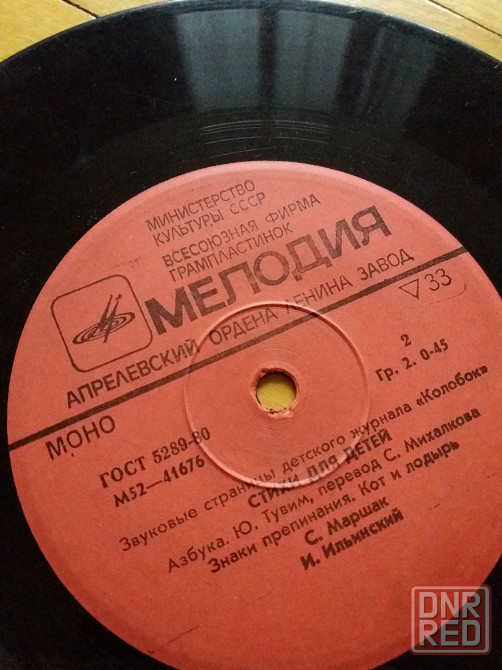 МИНИСТЕРСТВО
КУЛЬТУРЫ СССР
ВСЕСОЮЗНАЯ ФИРМА
ГРАМПЛАСТИНОК
МЕЛОДИЯ
АПРЕЛЕВСКИЙ ОРДЕНА ЛЕНИНА ЗАВОД
▽ 33
МОНО
2
ГОСТ 5289-80
Гр. 2. 0-45
М52—41676
Звуковые страницы детского журнала «Колобок»
СТИХИ ДЛЯ ДЕТЕЙ
Азбука. Ю. Тувим, перевод С. Михалкова
Знаки препинания. Кот и лодырь
С. Маршак
И. Ильинский
DNR
RED